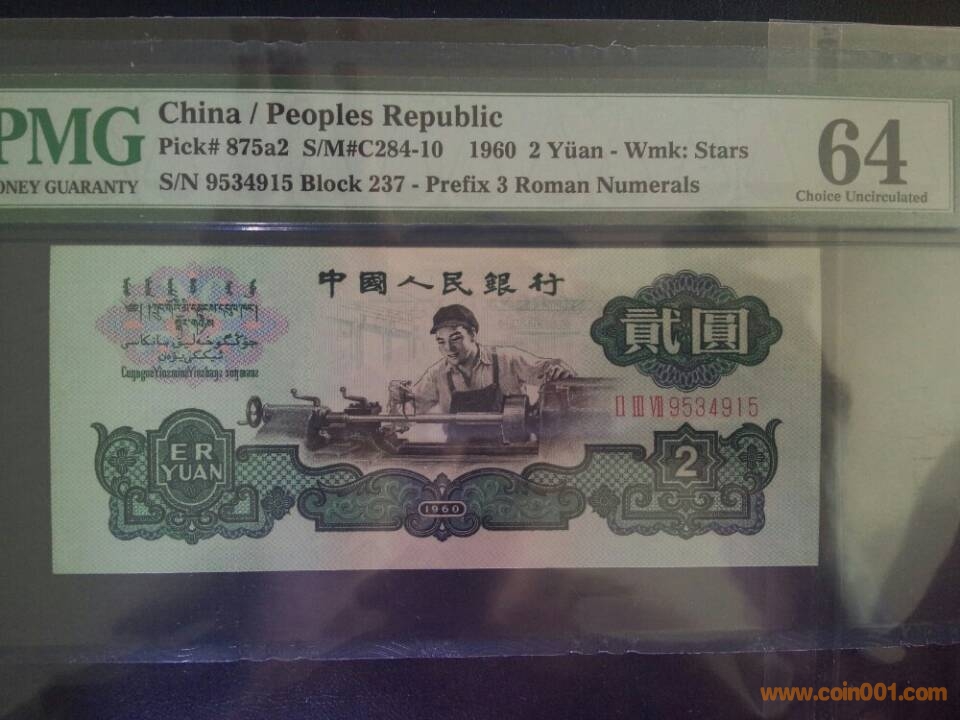 PMG
China / Peoples Republic
Pick# 875a2 S/M#C284-10 1960 2 Yüan - Wmk: Stars
ONEY GUARANTY
S/N 9534915 Block 237 - Prefix 3 Roman Numerals
64
Choice Uncirculated
中國人民銀行
貳圓
II III VII 9534915
ER
YUAN
2
1960
www.coin001.com